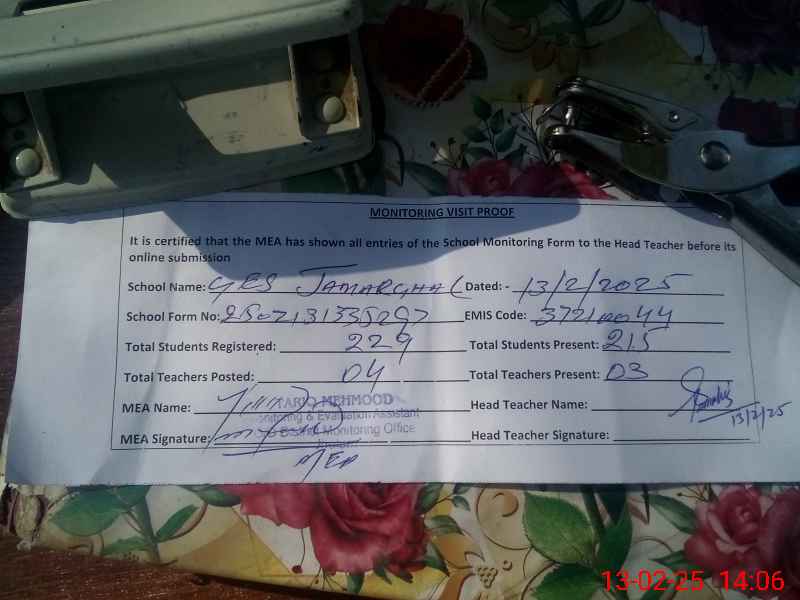 MONITORING VISIT PROOF
It is certified that the MEA has shown all entries of the School Monitoring Form to the Head Teacher before its
online submission
School Name: GES JAMARGHAL Dated: - 13/2/2025
School Form No: EMIS Code:
Total Students Registered: 229 Total Students Present: 215
Total Teachers Posted: 04 Total Teachers Present: 03
MEA Name: Head Teacher Name:
TARIQ MEHMOOD
Monitoring & Evaluation Assistant
District Monitoring Office
MEA Signature: Head Teacher Signature:
13/2/25
MEA
13-02-25 14:06